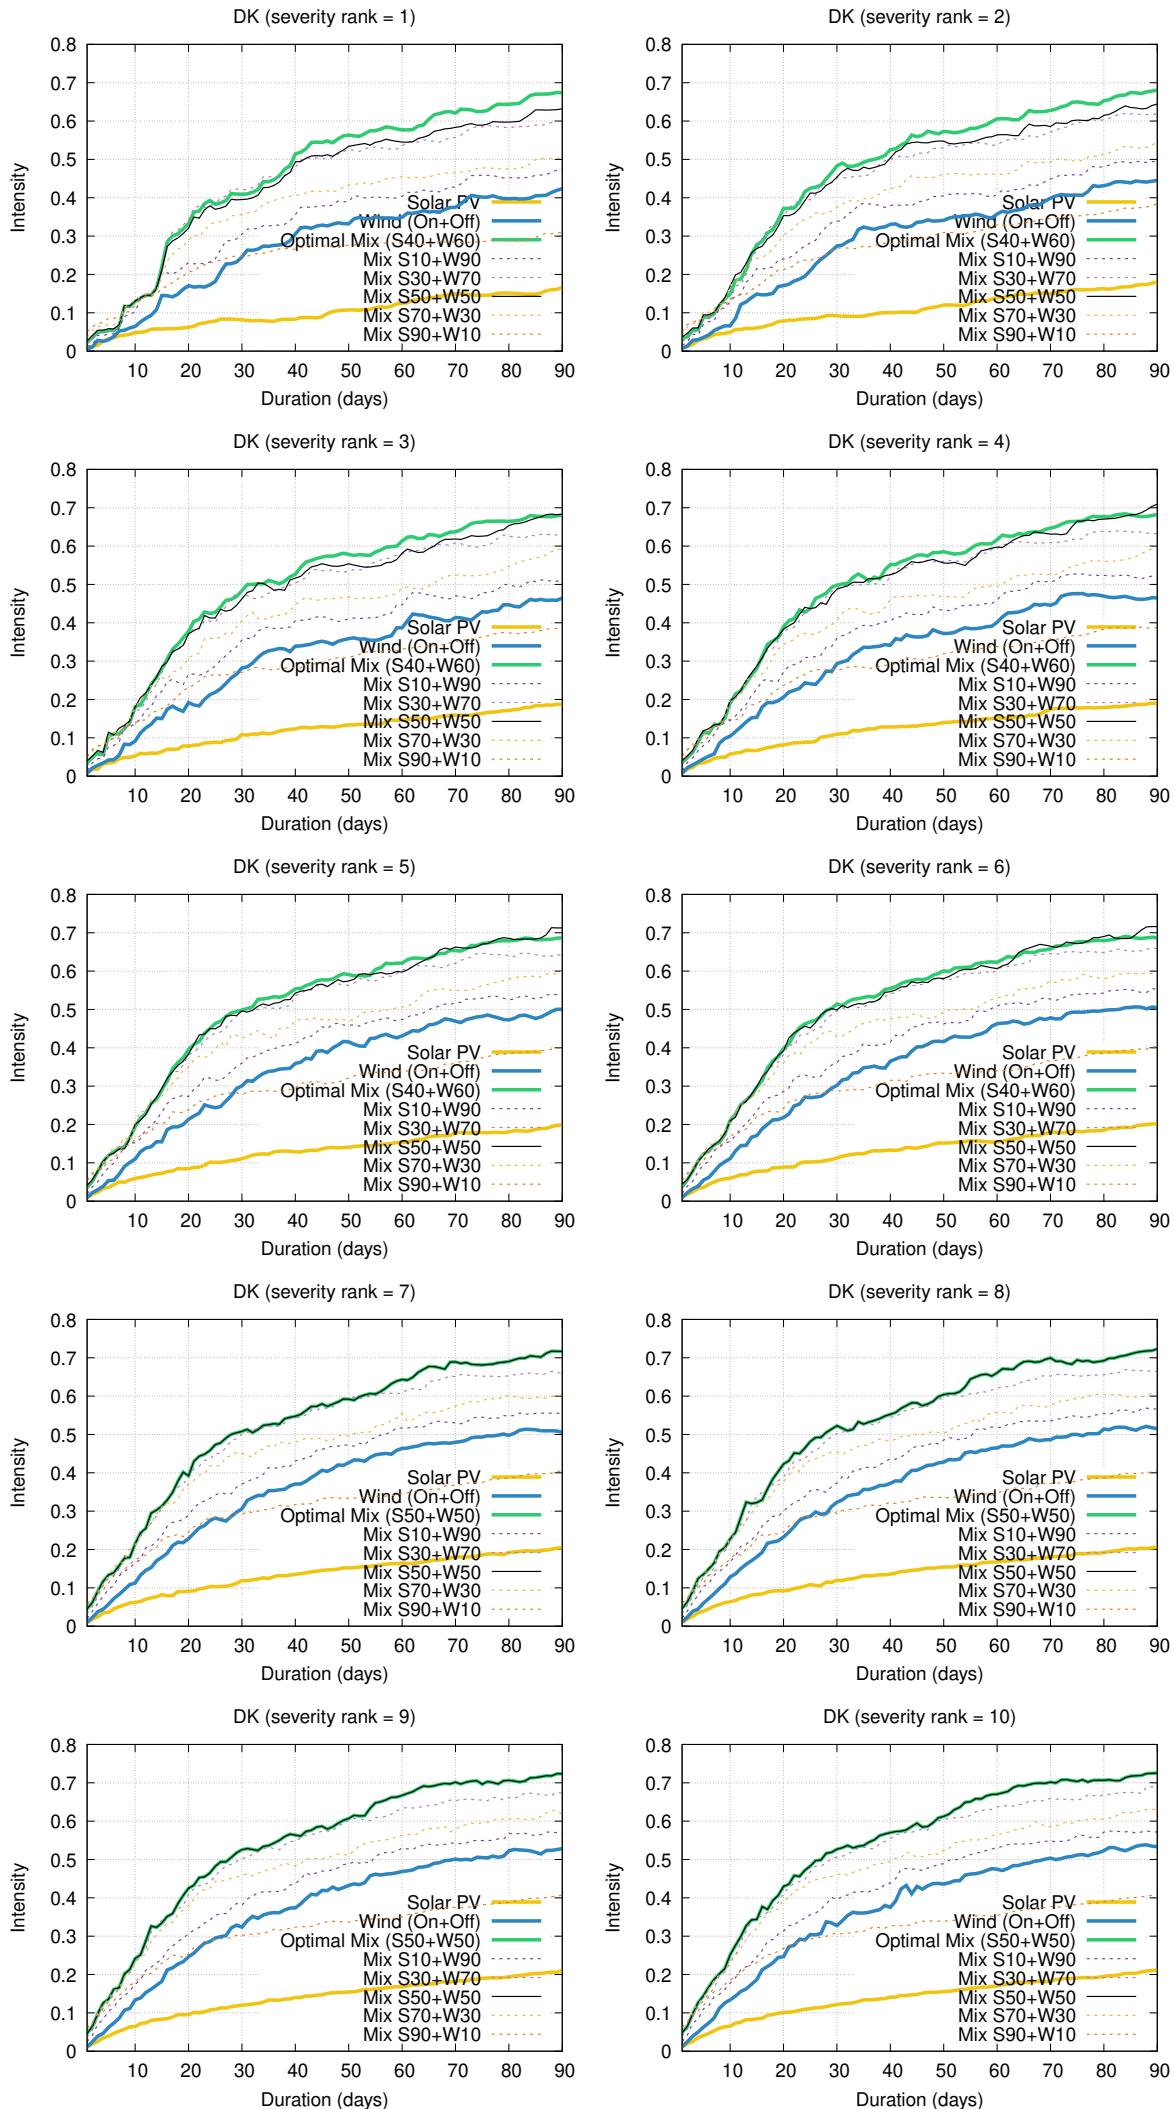 DK (severity rank = 1)
0.8
0.7
0.6
0.5
0.4
0.3
0.2
0.1
0
Intensity
Solar PV
Wind (On+Off)
Optimal Mix (S40+W60)
Mix S10+W90
Mix S30+W70
Mix S50+W50
Mix S70+W30
Mix S90+W10
10 20 30 40 50 60 70 80 90
Duration (days)
DK (severity rank = 2)
0.8
0.7
0.6
0.5
0.4
0.3
0.2
0.1
0
Intensity
Solar PV
Wind (On+Off)
Optimal Mix (S40+W60)
Mix S10+W90
Mix S30+W70
Mix S50+W50
Mix S70+W30
Mix S90+W10
10 20 30 40 50 60 70 80 90
Duration (days)
DK (severity rank = 3)
0.8
0.7
0.6
0.5
0.4
0.3
0.2
0.1
0
Intensity
Solar PV
Wind (On+Off)
Optimal Mix (S40+W60)
Mix S10+W90
Mix S30+W70
Mix S50+W50
Mix S70+W30
Mix S90+W10
10 20 30 40 50 60 70 80 90
Duration (days)
DK (severity rank = 4)
0.8
0.7
0.6
0.5
0.4
0.3
0.2
0.1
0
Intensity
Solar PV
Wind (On+Off)
Optimal Mix (S40+W60)
Mix S10+W90
Mix S30+W70
Mix S50+W50
Mix S70+W30
Mix S90+W10
10 20 30 40 50 60 70 80 90
Duration (days)
DK (severity rank = 5)
0.8
0.7
0.6
0.5
0.4
0.3
0.2
0.1
0
Intensity
Solar PV
Wind (On+Off)
Optimal Mix (S40+W60)
Mix S10+W90
Mix S30+W70
Mix S50+W50
Mix S70+W30
Mix S90+W10
10 20 30 40 50 60 70 80 90
Duration (days)
DK (severity rank = 6)
0.8
0.7
0.6
0.5
0.4
0.3
0.2
0.1
0
Intensity
Solar PV
Wind (On+Off)
Optimal Mix (S40+W60)
Mix S10+W90
Mix S30+W70
Mix S50+W50
Mix S70+W30
Mix S90+W10
10 20 30 40 50 60 70 80 90
Duration (days)
DK (severity rank = 7)
0.8
0.7
0.6
0.5
0.4
0.3
0.2
0.1
0
Intensity
Solar PV
Wind (On+Off)
Optimal Mix (S50+W50)
Mix S10+W90
Mix S30+W70
Mix S50+W50
Mix S70+W30
Mix S90+W10
10 20 30 40 50 60 70 80 90
Duration (days)
DK (severity rank = 8)
0.8
0.7
0.6
0.5
0.4
0.3
0.2
0.1
0
Intensity
Solar PV
Wind (On+Off)
Optimal Mix (S50+W50)
Mix S10+W90
Mix S30+W70
Mix S50+W50
Mix S70+W30
Mix S90+W10
10 20 30 40 50 60 70 80 90
Duration (days)
DK (severity rank = 9)
0.8
0.7
0.6
0.5
0.4
0.3
0.2
0.1
0
Intensity
Solar PV
Wind (On+Off)
Optimal Mix (S50+W50)
Mix S10+W90
Mix S30+W70
Mix S50+W50
Mix S70+W30
Mix S90+W10
10 20 30 40 50 60 70 80 90
Duration (days)
DK (severity rank = 10)
0.8
0.7
0.6
0.5
0.4
0.3
0.2
0.1
0
Intensity
Solar PV
Wind (On+Off)
Optimal Mix (S50+W50)
Mix S10+W90
Mix S30+W70
Mix S50+W50
Mix S70+W30
Mix S90+W10
10 20 30 40 50 60 70 80 90
Duration (days)